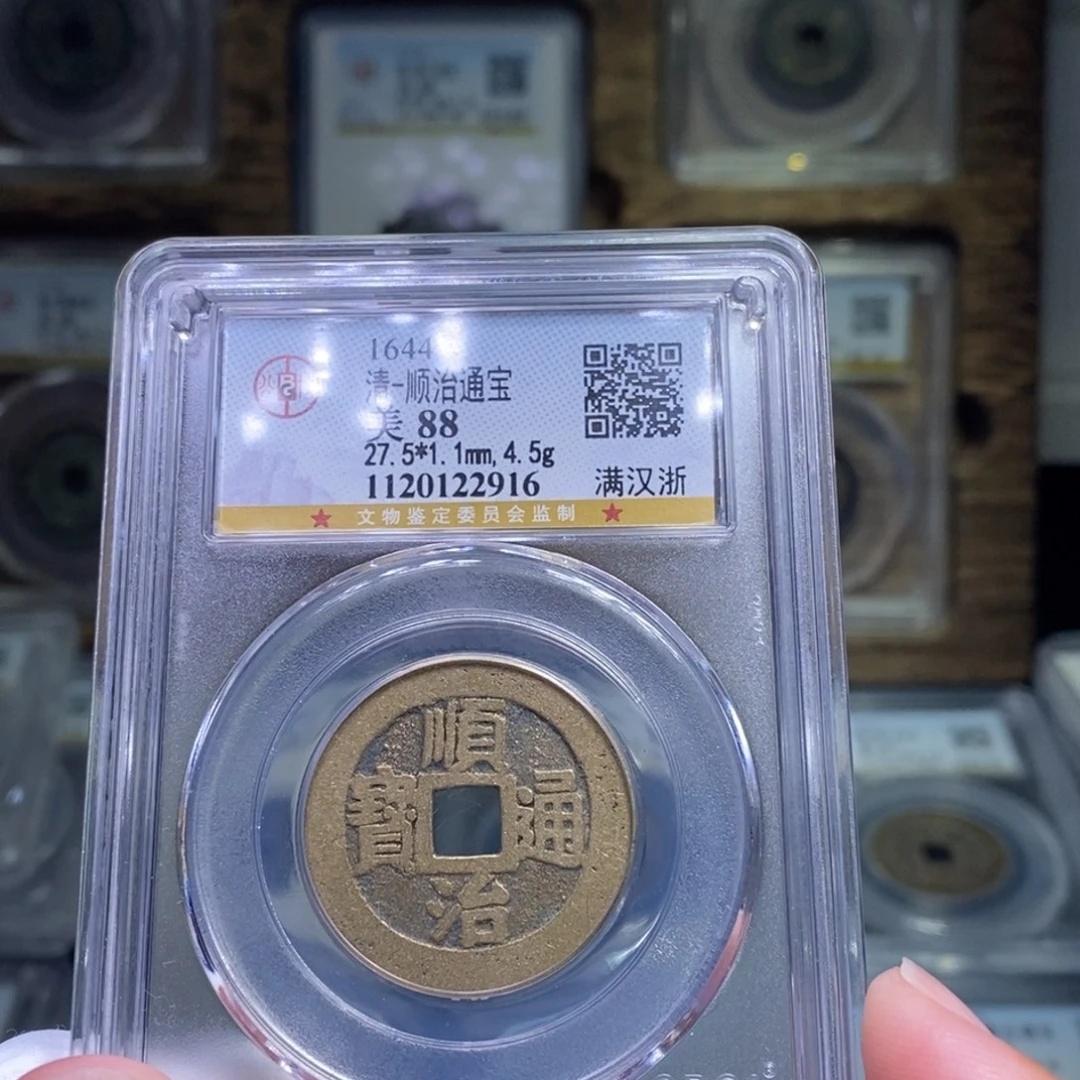 1644
清-顺治通宝
美 88
27.5*1.1mm,4.5g
1120122916 满汉浙
★ 文物鉴定委员会监制 ★
順治通寶